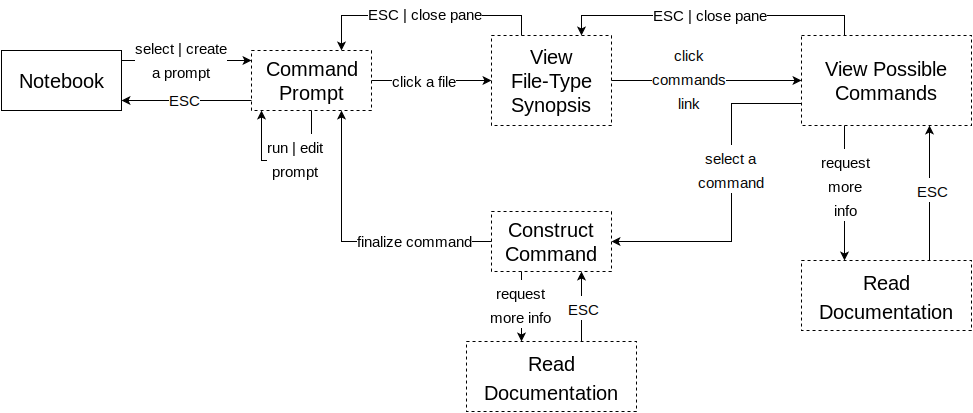 ESC | close pane
ESC | close pane
select | create
a prompt
Notebook
ESC
Command
Prompt
click a file
View
File-Type
Synopsis
click
commands
link
View Possible
Commands
run | edit
prompt
select a
command
request
more
info
ESC
finalize command
Construct
Command
request
more info
ESC
Read
Documentation
Read
Documentation